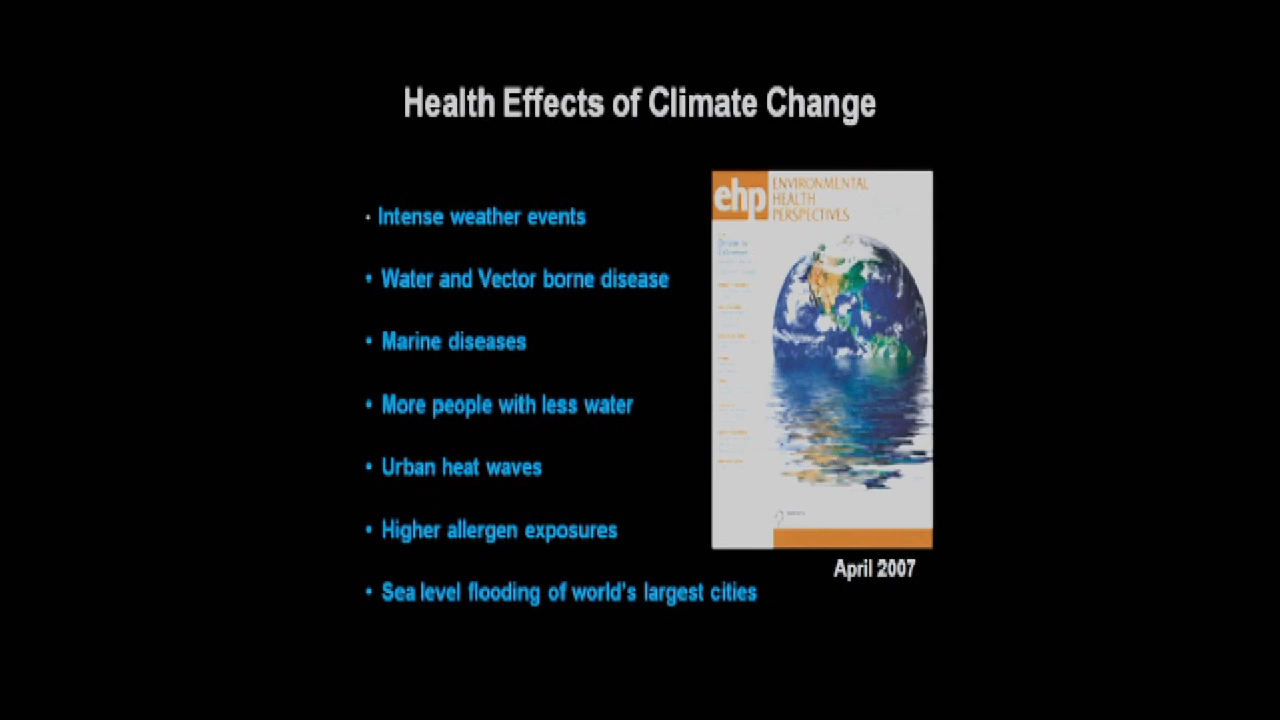 Health Effects of Climate Change
• Intense weather events
• Water and Vector borne disease
• Marine diseases
• More people with less water
• Urban heat waves
• Higher allergen exposures
• Sea level flooding of world's largest cities
ehp
ENVIRONMENTAL
HEALTH
PERSPECTIVES
April 2007